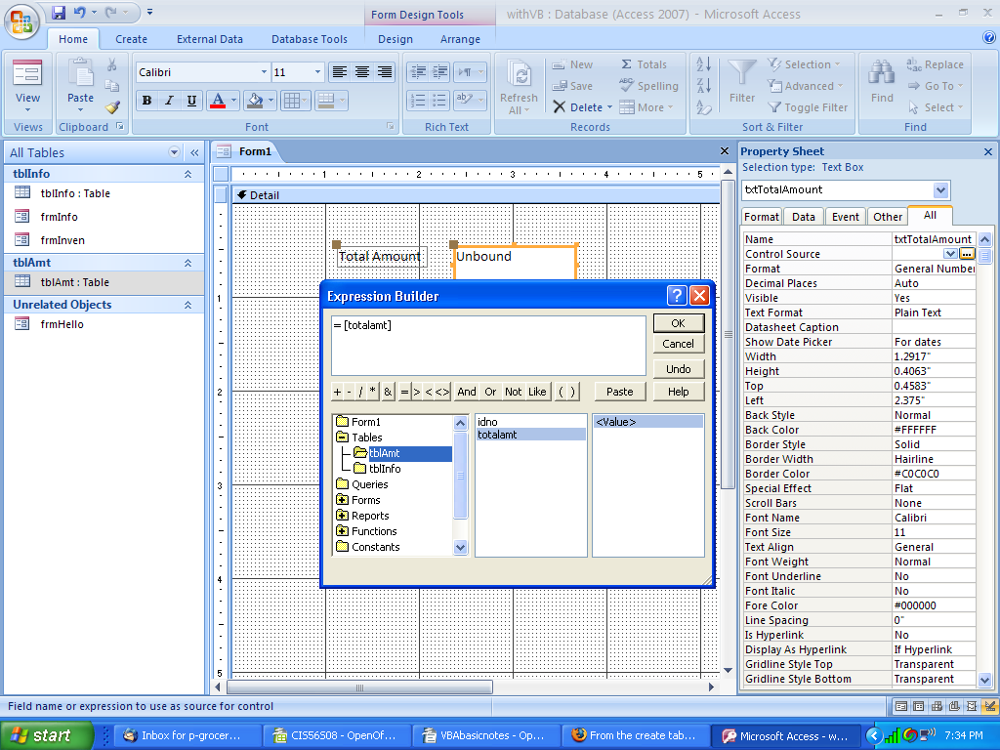 Form Design Tools
withVB : Database (Access 2007) - Microsoft Access
Home Create External Data Database Tools Design Arrange
View
Views
Paste
Clipboard
Calibri 11
B I U A
Font
Rich Text
Refresh All
New
Save
Delete
Totals
Spelling
More
Records
Filter
Selection
Advanced
Toggle Filter
Sort & Filter
Find
Replace
Go To
Select
Find
All Tables
tblInfo
tblInfo : Table
frmInfo
frmInven
tblAmt
tblAmt : Table
Unrelated Objects
frmHello
Form1
1 2 3 4 5
Detail
1
2
3
4
5
Total Amount Unbound
Expression Builder
= [totalamt]
OK
Cancel
Undo
+ - / * & = > < <> And Or Not Like ( ) Paste Help
Form1
Tables
tblAmt
tblInfo
Queries
Forms
Reports
Functions
Constants
idno
totalamt
<Value>
Property Sheet
Selection type: Text Box
txtTotalAmount
Format Data Event Other All
Name txtTotalAmount
Control Source
Format General Number
Decimal Places Auto
Visible Yes
Text Format Plain Text
Datasheet Caption
Show Date Picker For dates
Width 1.2917"
Height 0.4063"
Top 0.4583"
Left 2.375"
Back Style Normal
Back Color #FFFFFF
Border Style Solid
Border Width Hairline
Border Color #C0C0C0
Special Effect Flat
Scroll Bars None
Font Name Calibri
Font Size 11
Text Align General
Font Weight Normal
Font Underline No
Font Italic No
Fore Color #000000
Line Spacing 0"
Is Hyperlink No
Display As Hyperlink If Hyperlink
Gridline Style Top Transparent
Gridline Style Bottom Transparent
Field name or expression to use as source for control
start
Inbox for p-grocer...
CIS56S08 - OpenOf...
VBAbasicnotes - Op...
From the create tab...
Microsoft Access - w...
7:34 PM